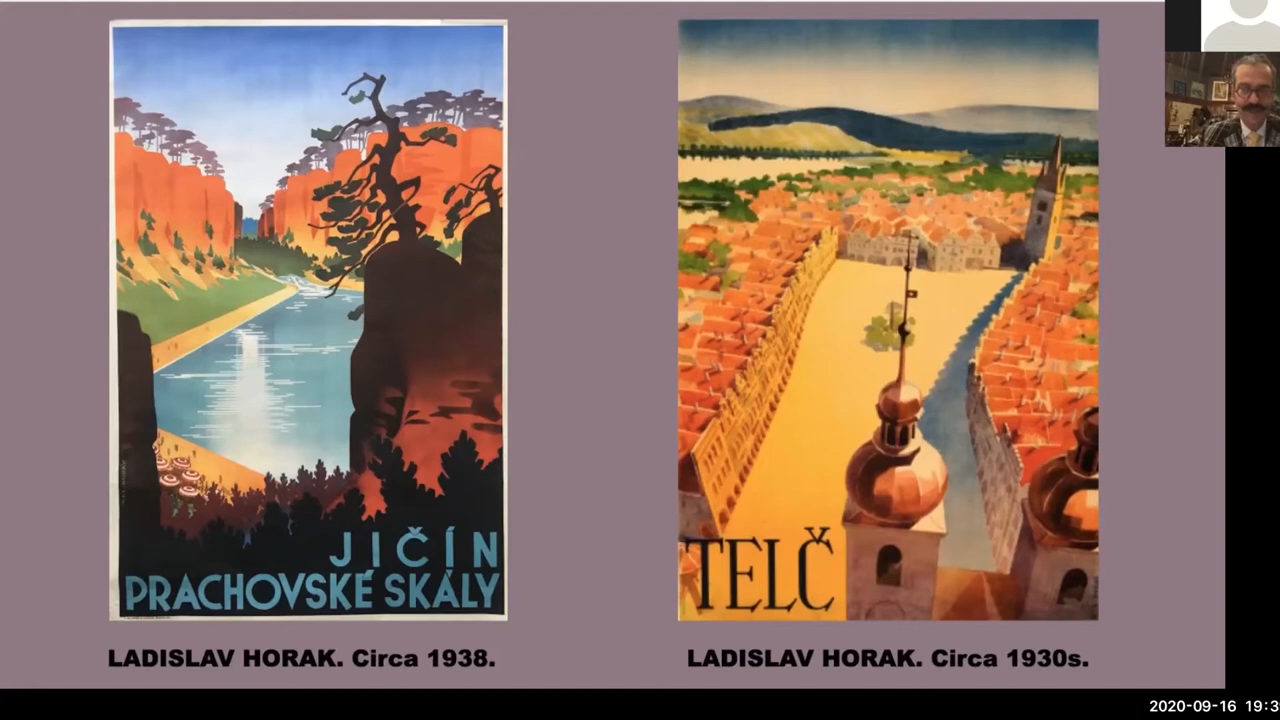 JIČÍN
PRACHOVSKÉ SKÁLY
TELČ
LADISLAV HORAK. Circa 1938.
LADISLAV HORAK. Circa 1930s.
2020-09-16 19:3